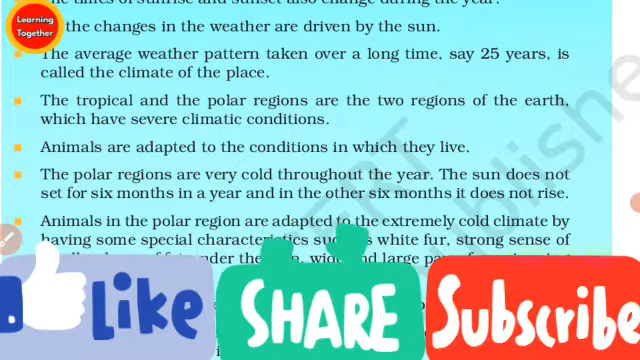 The times of sunrise and sunset also change during the year.
Learning
Together
the changes in the weather are driven by the sun.
The average weather pattern taken over a long time, say 25 years, is
called the climate of the place.
The tropical and the polar regions are the two regions of the earth,
which have severe climatic conditions.
Animals are adapted to the conditions in which they live.
The polar regions are very cold throughout the year. The sun does not
set for six months in a year and in the other six months it does not rise.
Animals in the polar region are adapted to the extremely cold climate by
having some special characteristics such as white fur, strong sense of
Like
SHARE
Subscribe